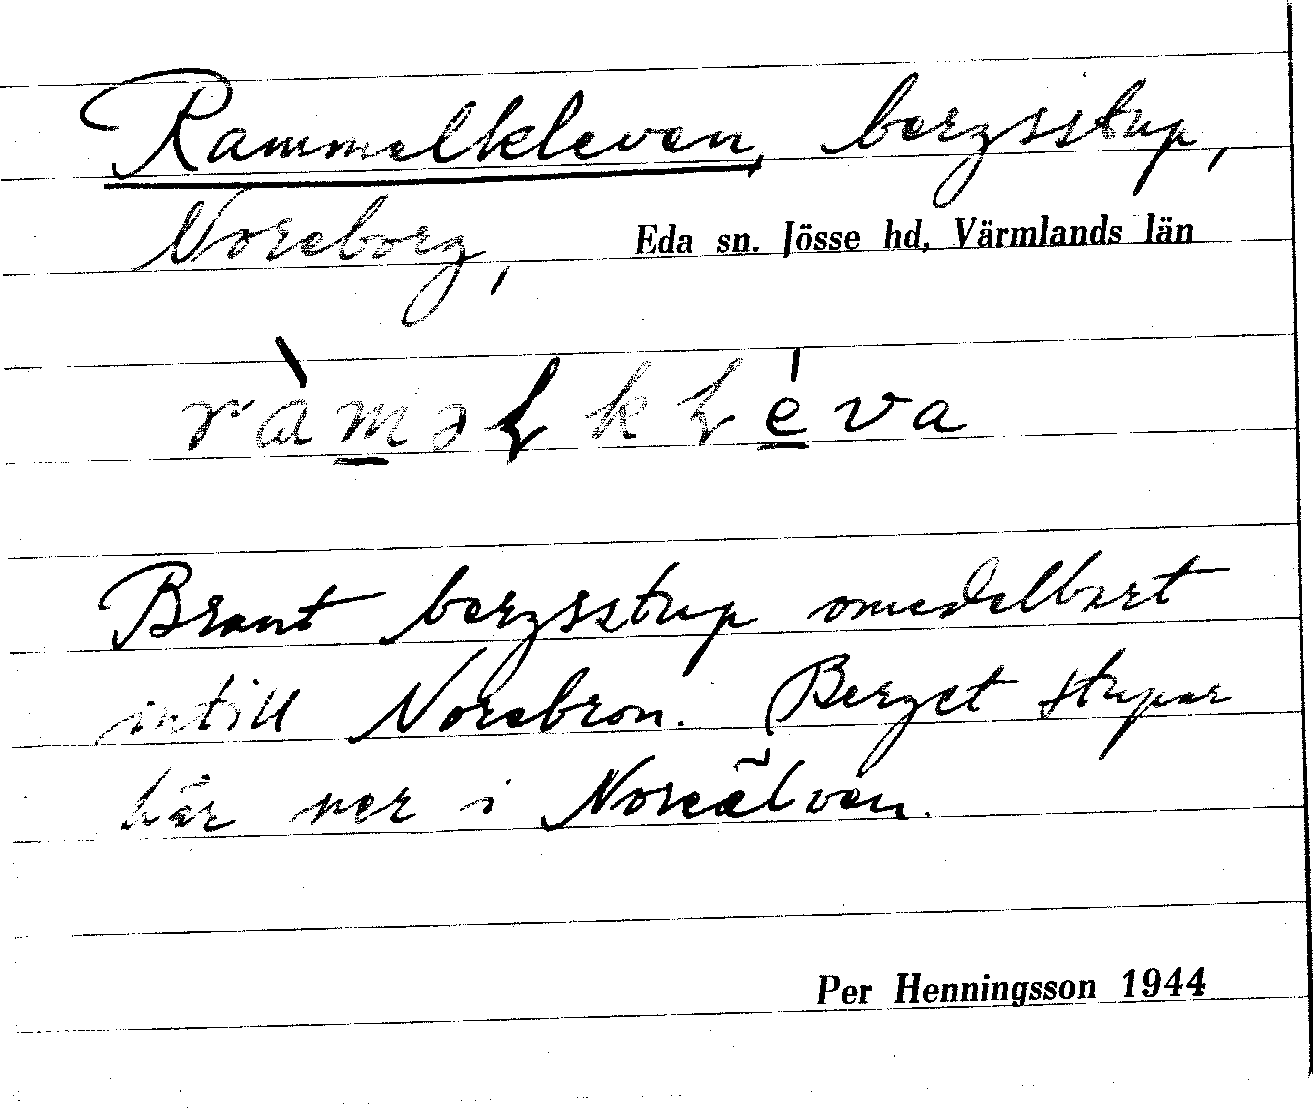 Rammelkleven, bergsstup,
Noreborg, Eda sn. Jösse hd, Värmlands län
ràməɽkɽéva
Brant bergsstup omedelbart
intill Norebron. Berget stupar
här ner i Noreälven.
Per Henningsson 1944